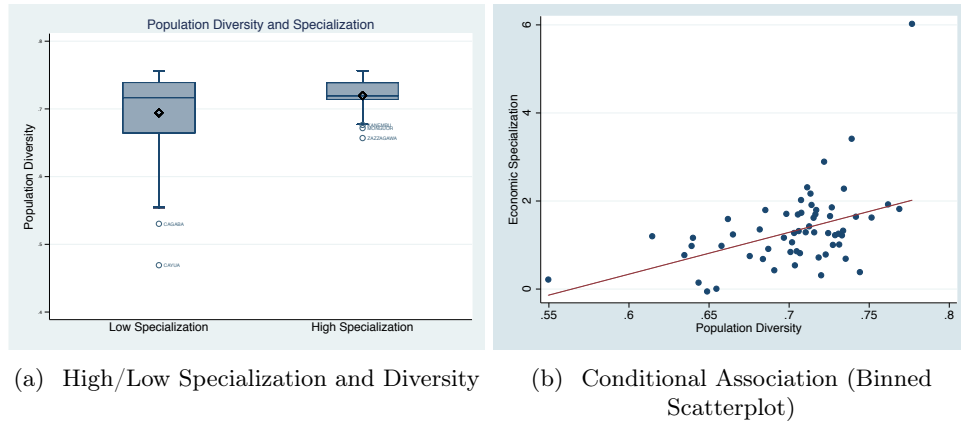 Population Diversity and Specialization
Population Diversity
.8
.7
.6
.5
.4
CAGABA
CAYUA
ZAZZAGAWA
Low Specialization
High Specialization
Economic Specialization
6
4
2
0
.55
.6
.65
.7
.75
.8
Population Diversity
(a) High/Low Specialization and Diversity
(b) Conditional Association (Binned
Scatterplot)